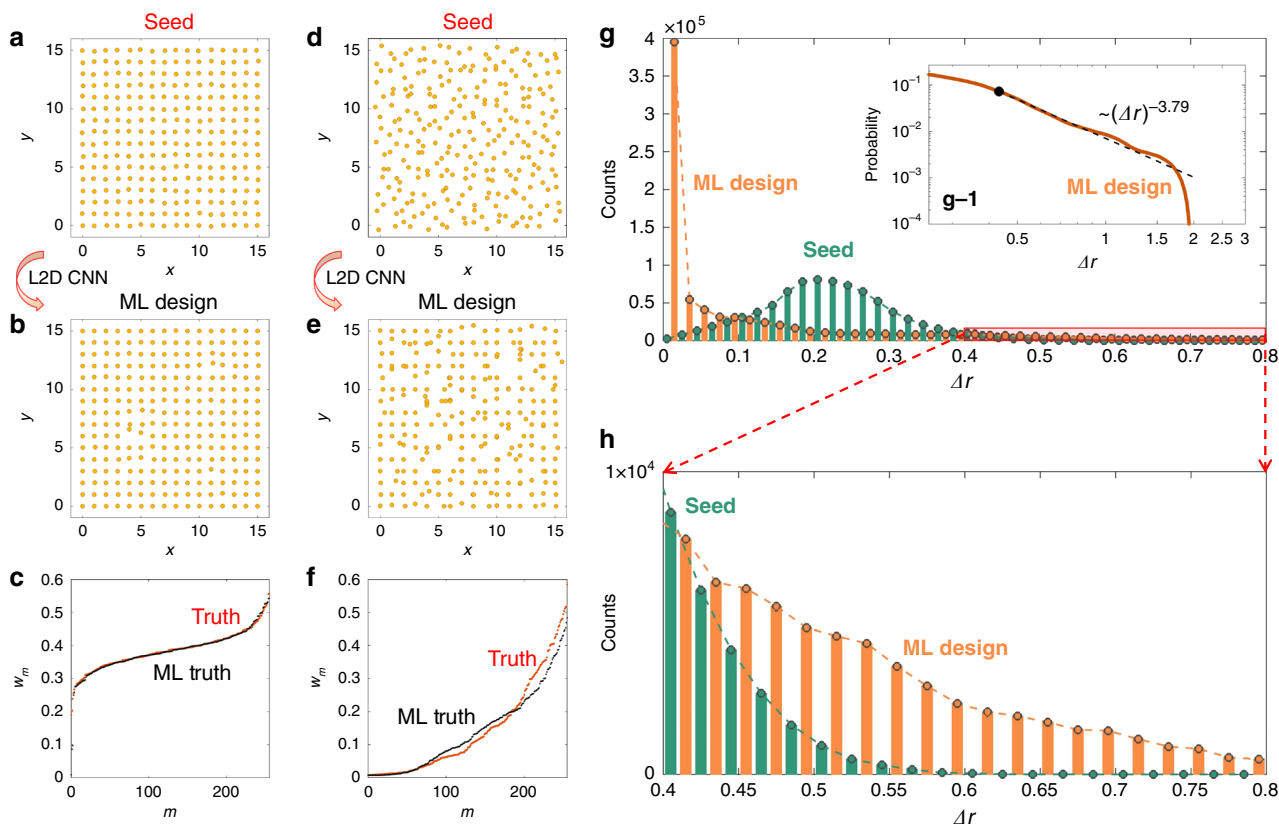 a
Seed
15
10
y
5
0
0
5
10
15
x
L2D CNN
ML design
b
15
10
y
5
0
0
5
10
15
x
c
0.6
0.5
0.4
w_m
0.3
0.2
0.1
0
0
100
200
m
Truth
ML truth
d
Seed
15
10
y
5
0
0
5
10
15
x
L2D CNN
ML design
e
15
10
y
5
0
0
5
10
15
x
f
0.6
0.5
0.4
w_m
0.3
0.2
0.1
0
0
100
200
m
Truth
ML truth
g
×10^5
4
3.5
3
2.5
2
1.5
1
0.5
0
Counts
0
0.1
0.2
0.3
0.4
0.5
0.6
0.7
0.8
Δr
ML design
Seed
g–1
10^–1
10^–2
10^–3
10^–4
Probability
~(Δr)^–3.79
ML design
0.5
1
1.5
2
2.5
3
Δr
h
1×10^4
0
Counts
Seed
ML design
0.4
0.45
0.5
0.55
0.6
0.65
0.7
0.75
0.8
Δr